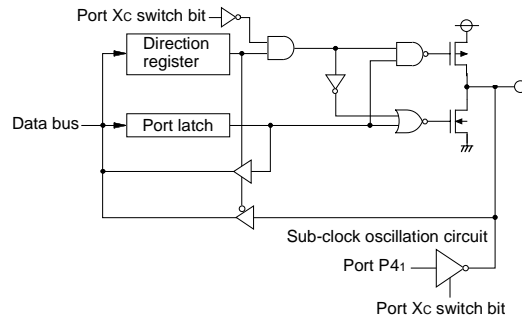 Port XC switch bit
Direction
register
Data bus
Port latch
Sub-clock oscillation circuit
Port P41
Port XC switch bit